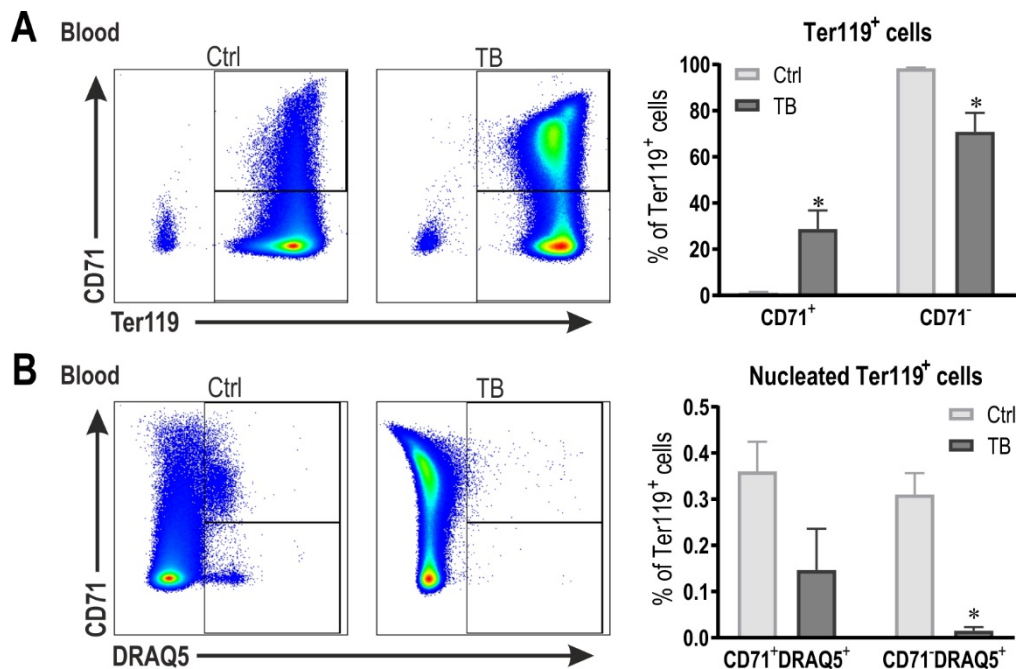 A Blood
Ctrl
TB
CD71
Ter119
Ter119⁺ cells
Ctrl
TB
% of Ter119⁺ cells
100
80
60
40
20
0
*
*
CD71⁺
CD71⁻
B Blood
Ctrl
TB
CD71
DRAQ5
Nucleated Ter119⁺ cells
Ctrl
TB
% of Ter119⁺ cells
0.5
0.4
0.3
0.2
0.1
0.0
*
CD71⁺DRAQ5⁺
CD71⁻DRAQ5⁺